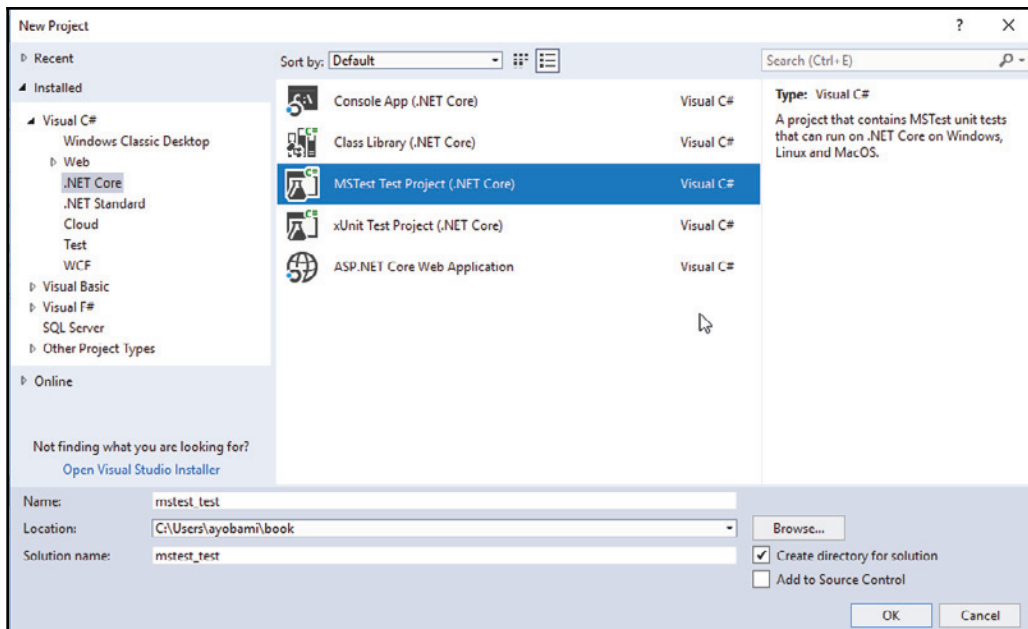 New Project
Recent
Installed
Visual C#
Windows Classic Desktop
Web
.NET Core
.NET Standard
Cloud
Test
WCF
Visual Basic
Visual F#
SQL Server
Other Project Types
Online
Not finding what you are looking for?
Open Visual Studio Installer
Sort by: Default
Console App (.NET Core) Visual C#
Class Library (.NET Core) Visual C#
MSTest Test Project (.NET Core) Visual C#
xUnit Test Project (.NET Core) Visual C#
ASP.NET Core Web Application Visual C#
Search (Ctrl+E)
Type: Visual C#
A project that contains MSTest unit tests
that can run on .NET Core on Windows,
Linux and MacOS.
Name: mstest_test
Location: C:\Users\ayobami\book Browse...
Solution name: mstest_test
Create directory for solution
Add to Source Control
OK Cancel